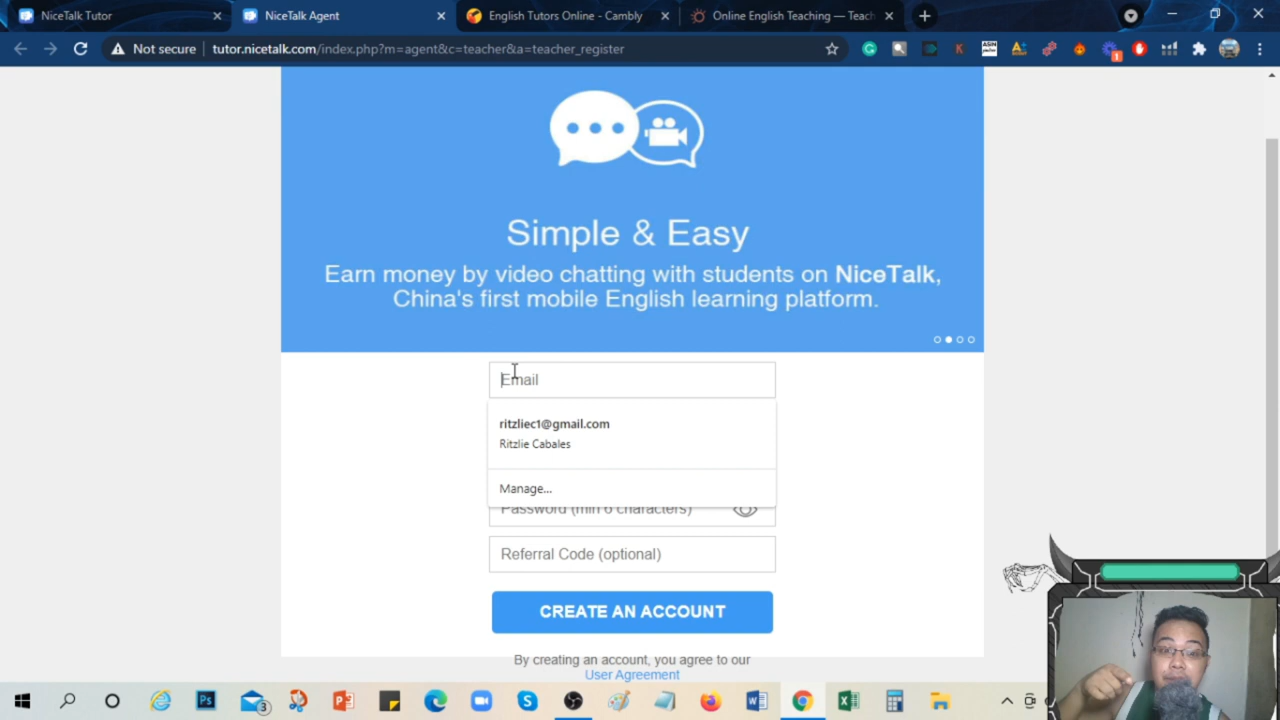 NiceTalk Tutor
NiceTalk Agent
English Tutors Online - Cambly
Online English Teaching — Teach
Not secure
tutor.nicetalk.com/index.php?m=agent&c=teacher&a=teacher_register
Simple & Easy
Earn money by video chatting with students on NiceTalk,
China's first mobile English learning platform.
Email
ritzliec1@gmail.com
Ritzlie Cabales
Manage...
Password (min 6 characters)
Referral Code (optional)
CREATE AN ACCOUNT
By creating an account, you agree to our
User Agreement